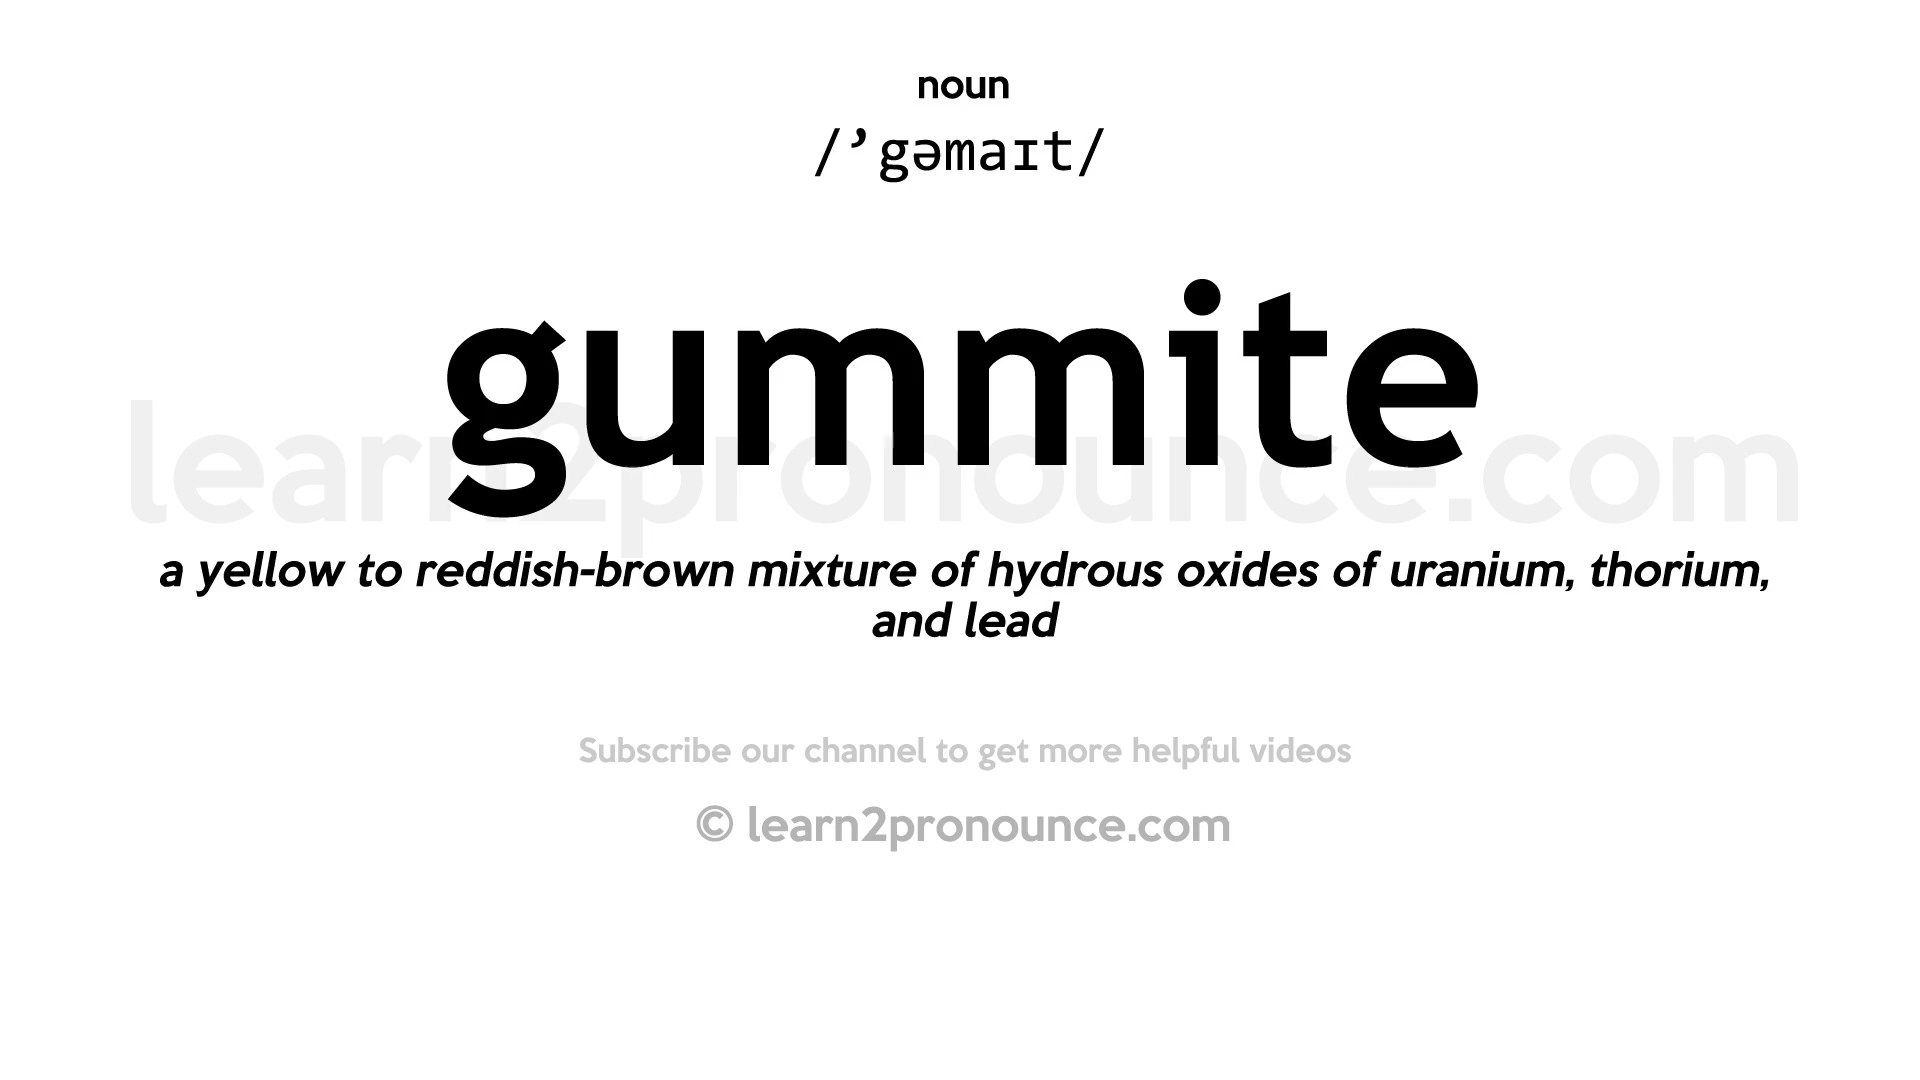 noun
/’gəmaɪt/
gummite
learn2pronounce.com
a yellow to reddish-brown mixture of hydrous oxides of uranium, thorium,
and lead
Subscribe our channel to get more helpful videos
© learn2pronounce.com